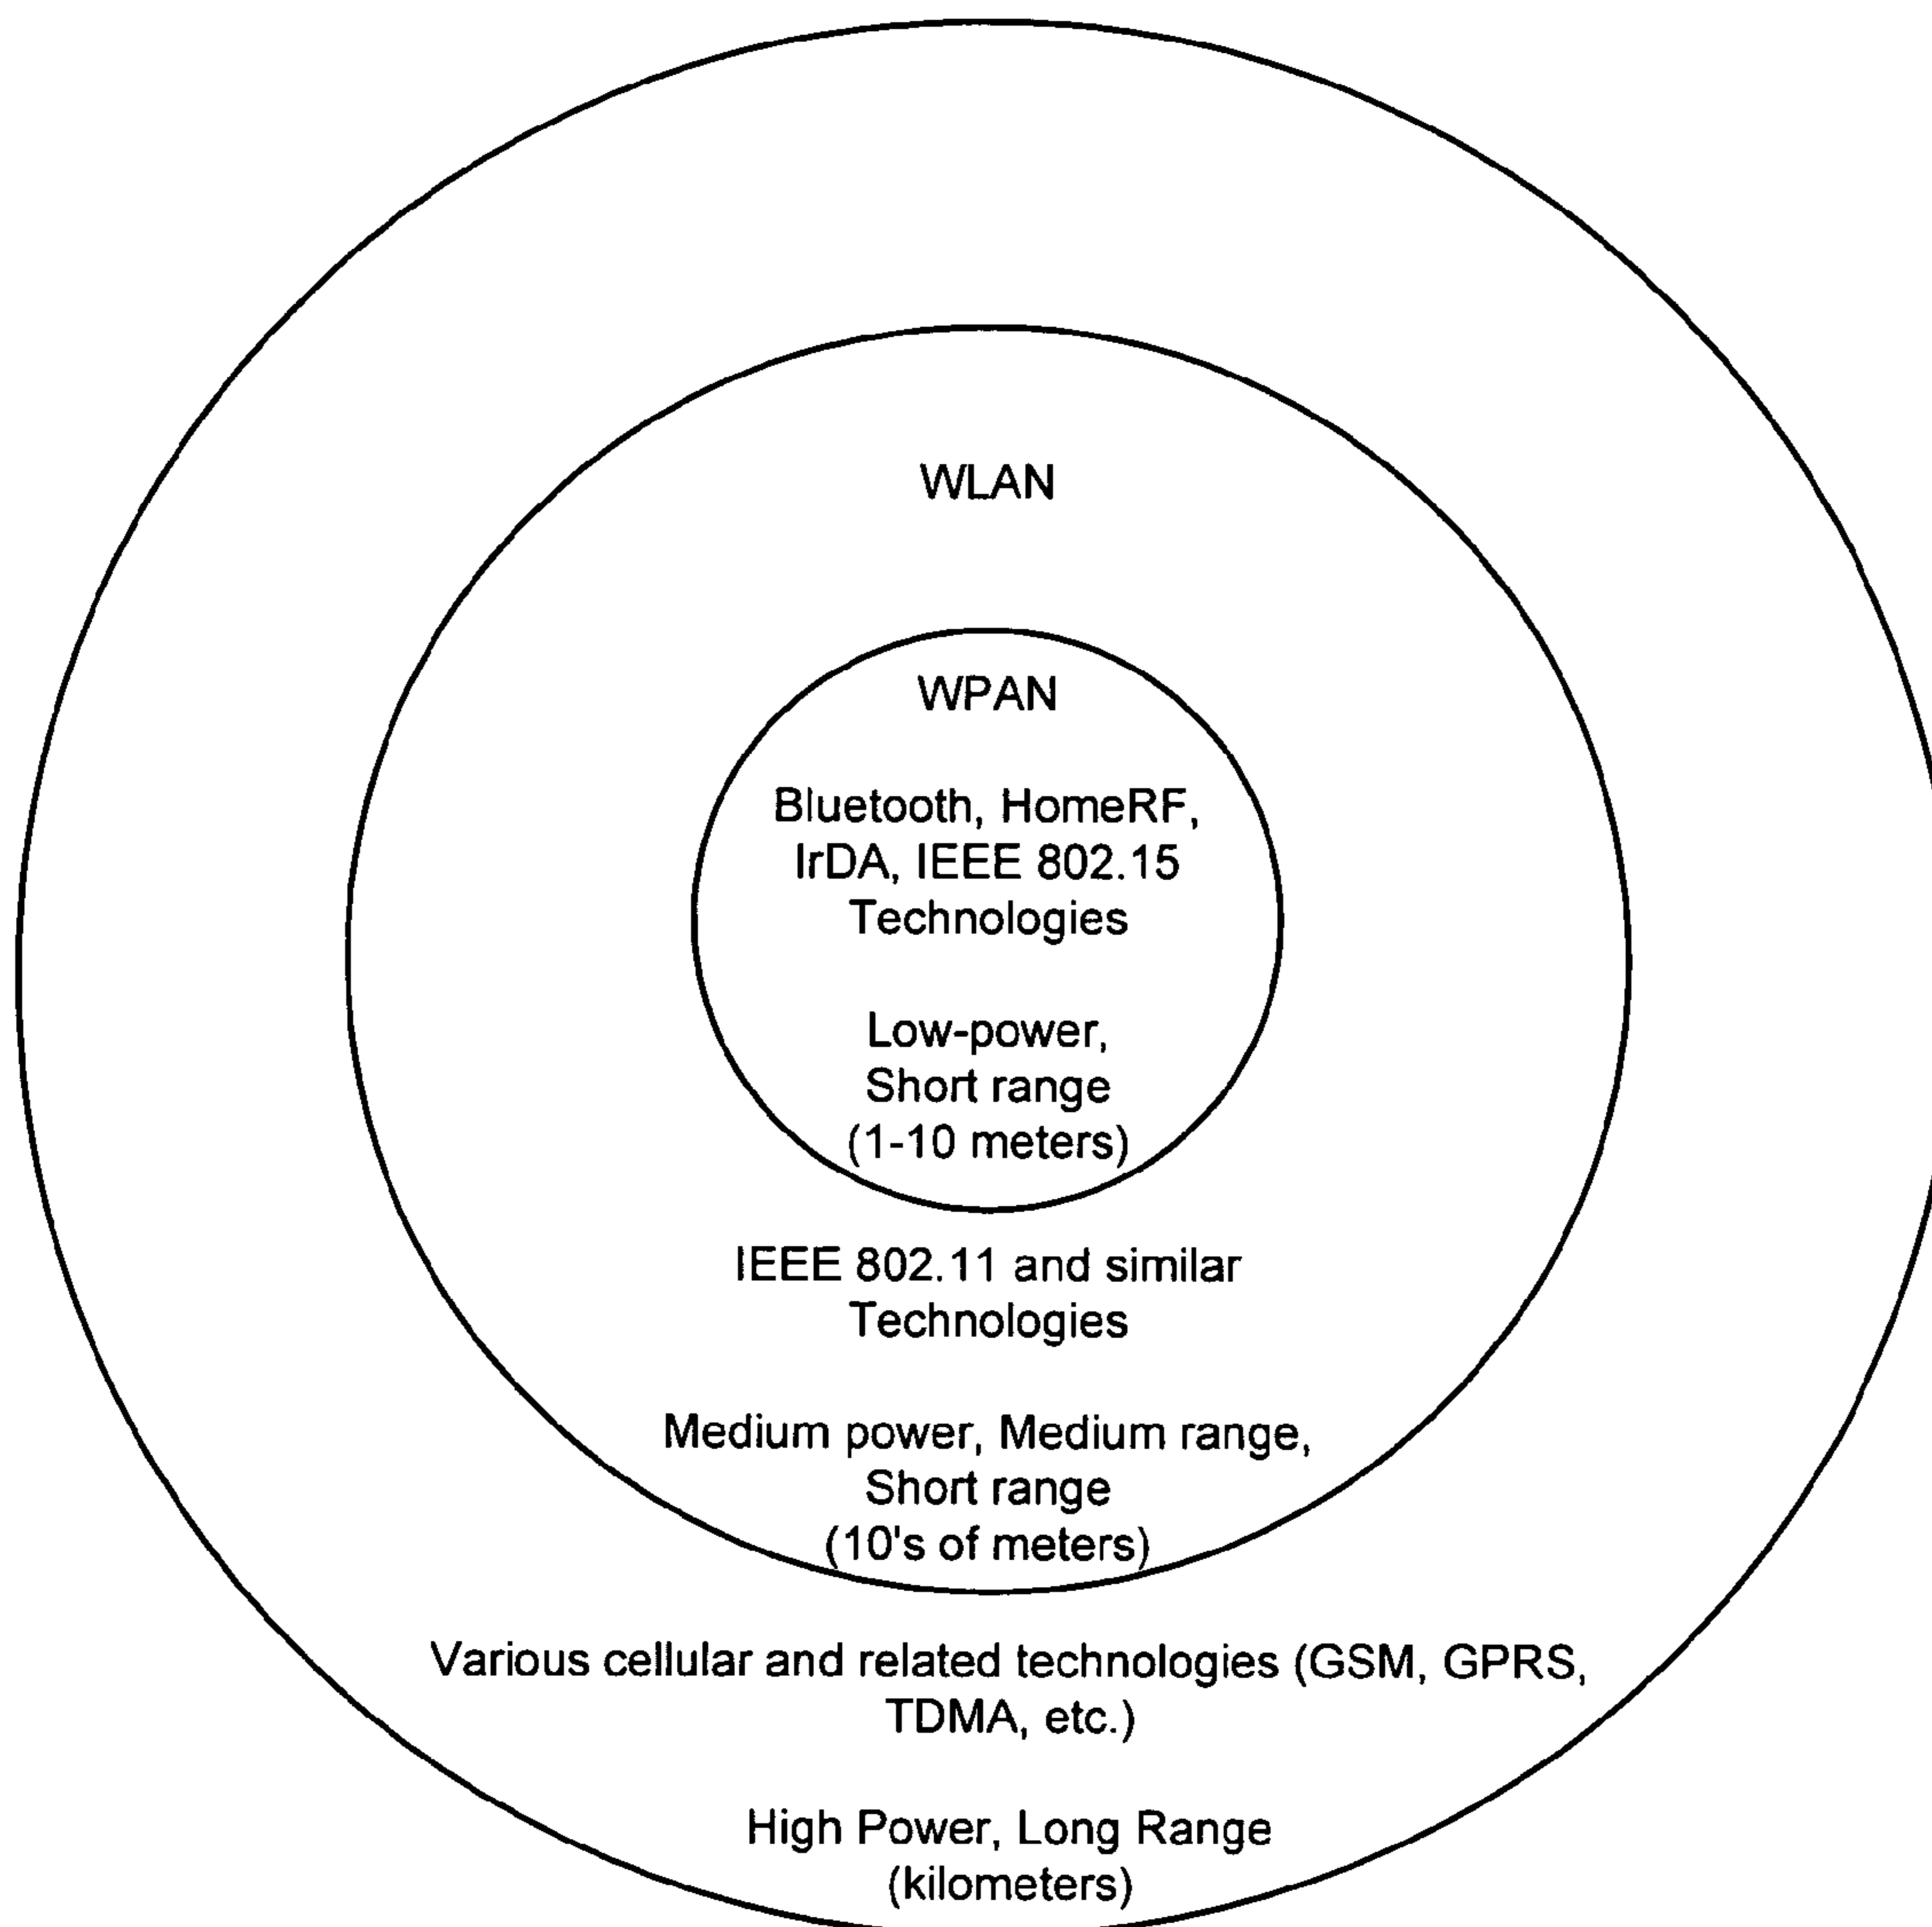 WLAN
WPAN
Bluetooth, HomeRF,
IrDA, IEEE 802.15
Technologies
Low-power,
Short range
(1-10 meters)
IEEE 802.11 and similar
Technologies
Medium power, Medium range,
Short range
(10's of meters)
Various cellular and related technologies (GSM, GPRS,
TDMA, etc.)
High Power, Long Range
(kilometers)